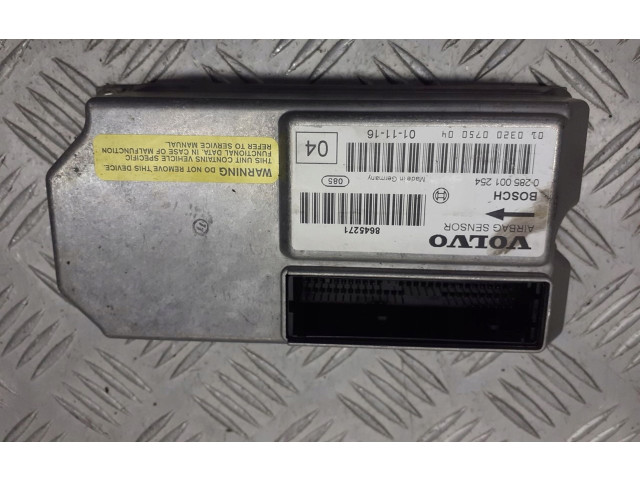 VOLVO
AIRBAG SENSOR
8645271
BOSCH
0-285 001 254
Made in Germany
085
01 0320 0750 04
01-11-16
04
WARNING DO NOT REMOVE THIS DEVICE.
THIS UNIT CONTAINS VEHICLE SPECIFIC
FUNCTIONAL DATA IN CASE OF MALFUNCTION
REFER TO SERVICE MANUAL.